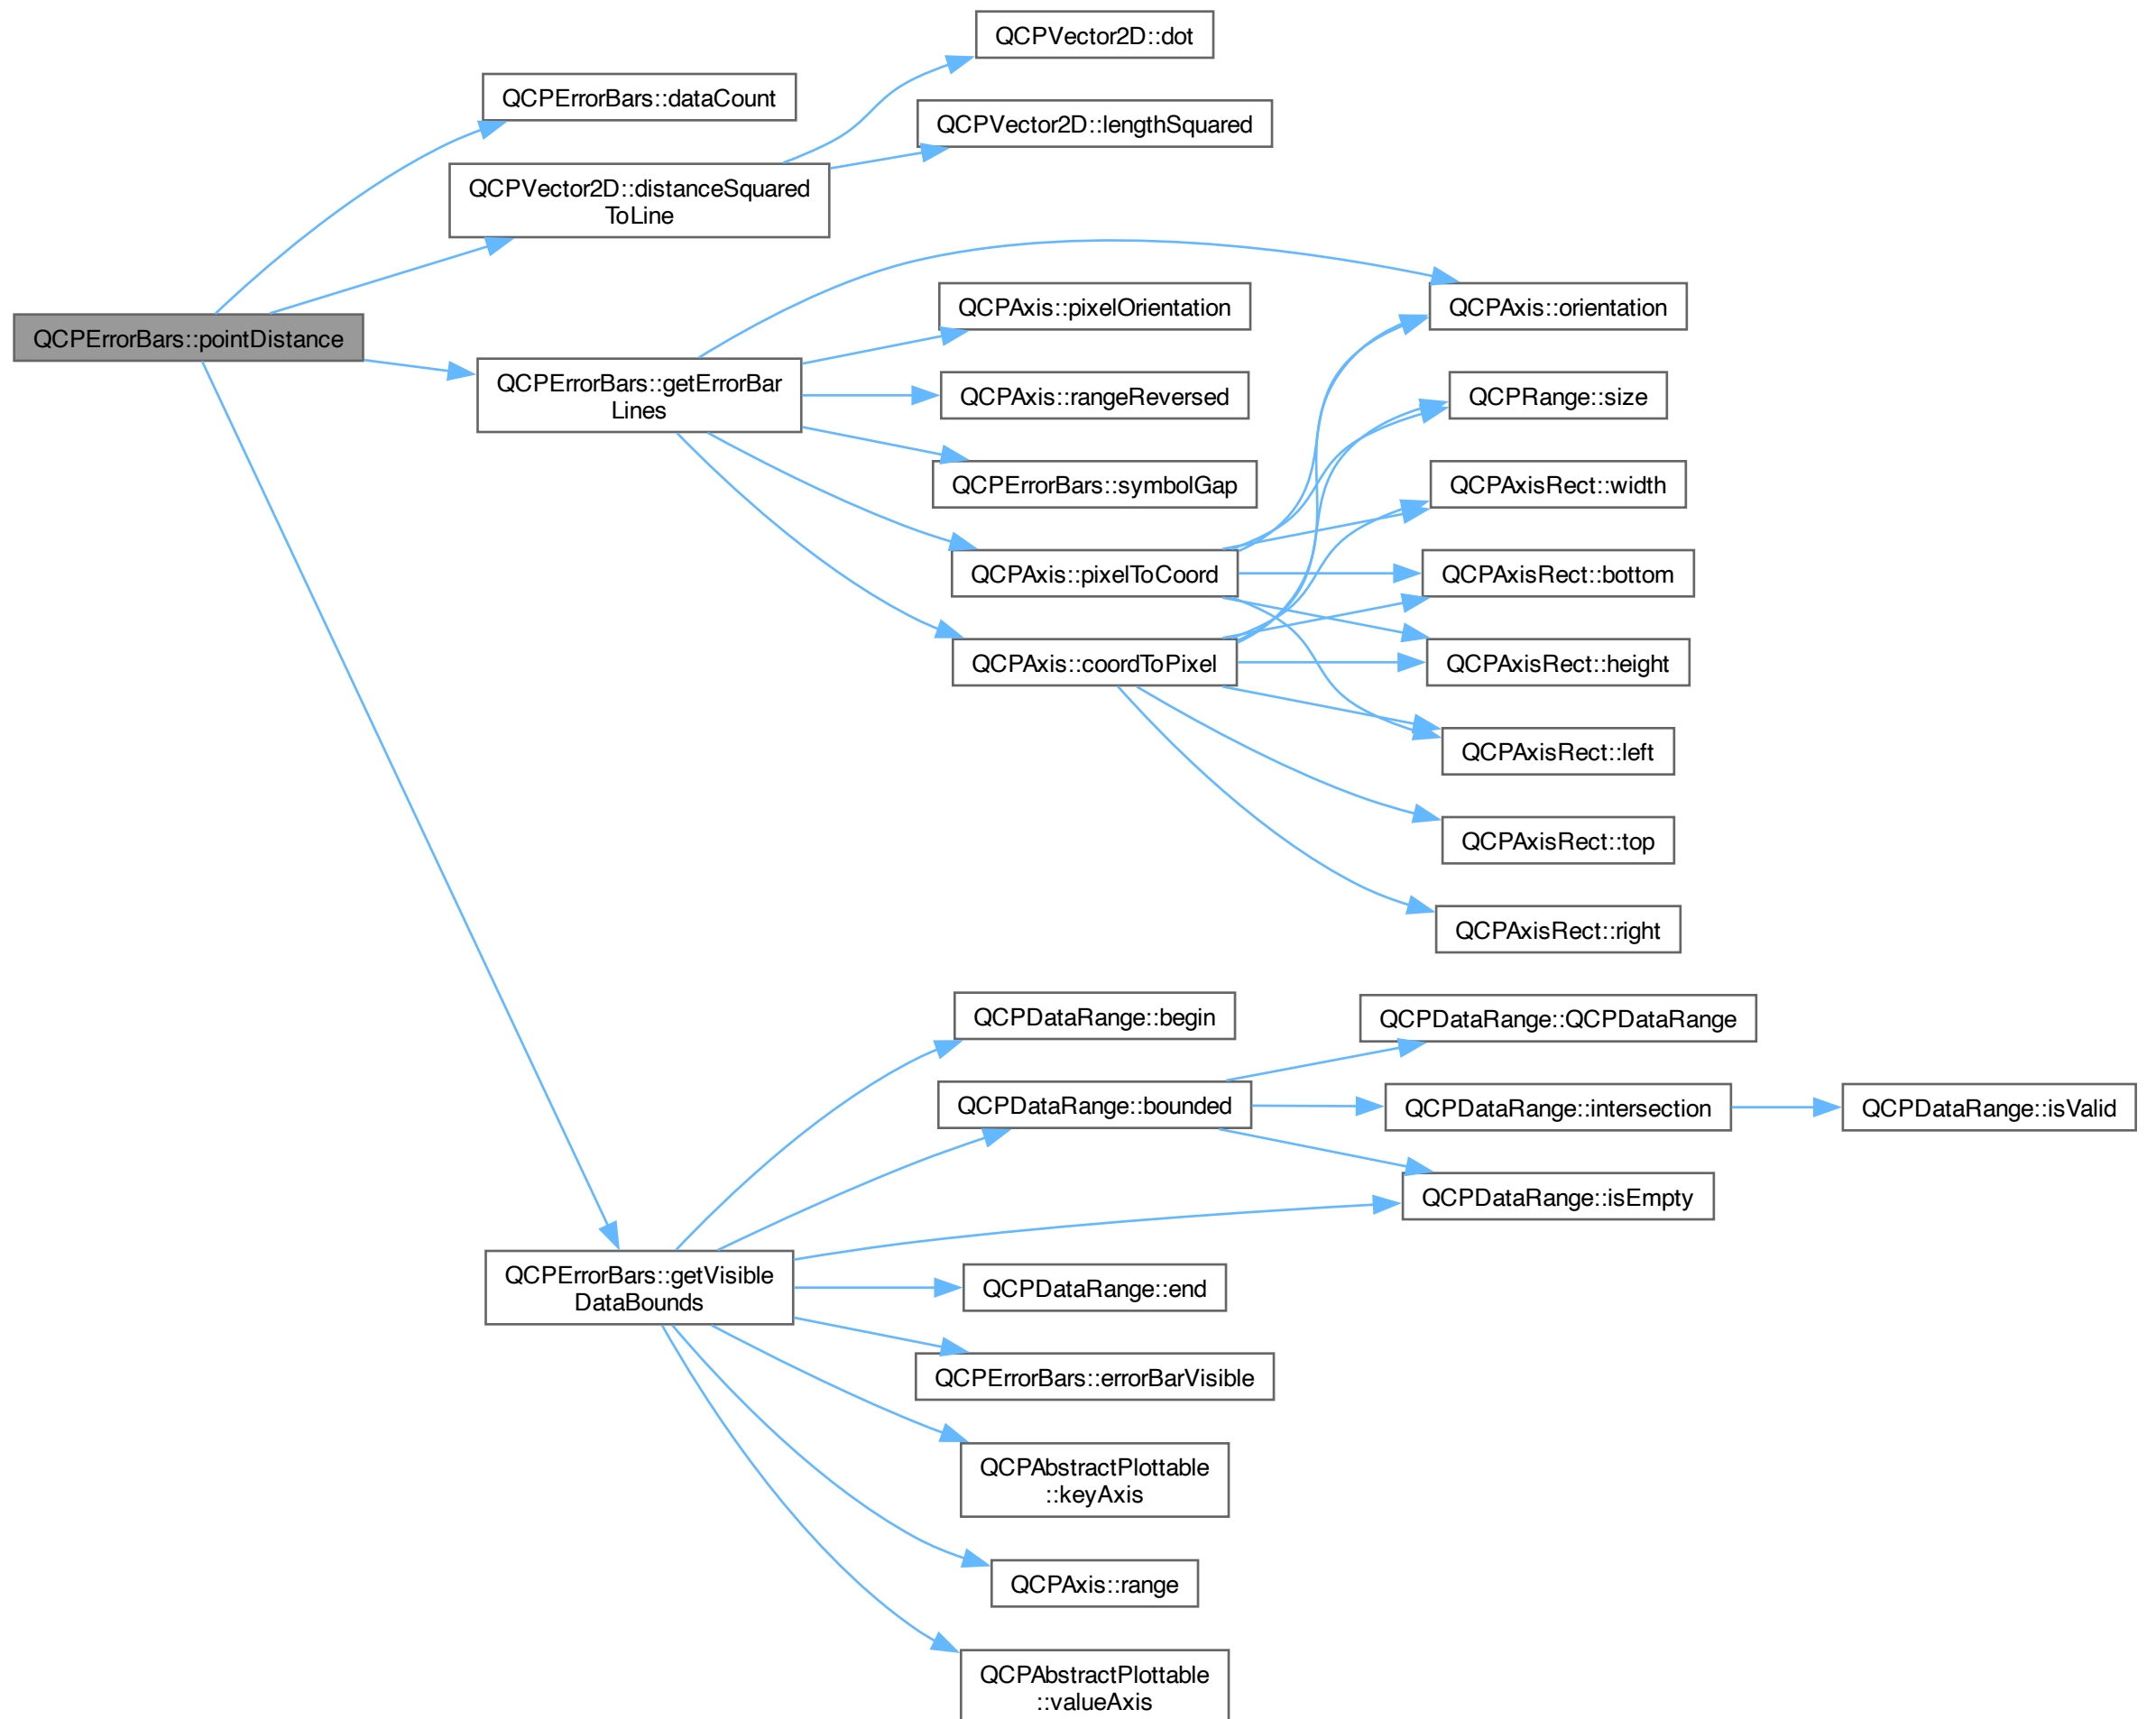 QCPErrorBars::pointDistance
QCPErrorBars::dataCount
QCPVector2D::distanceSquared
ToLine
QCPVector2D::dot
QCPVector2D::lengthSquared
QCPErrorBars::getErrorBar
Lines
QCPAxis::pixelOrientation
QCPAxis::rangeReversed
QCPErrorBars::symbolGap
QCPAxis::pixelToCoord
QCPAxis::coordToPixel
QCPAxis::orientation
QCPRange::size
QCPAxisRect::width
QCPAxisRect::bottom
QCPAxisRect::height
QCPAxisRect::left
QCPAxisRect::top
QCPAxisRect::right
QCPErrorBars::getVisible
DataBounds
QCPDataRange::begin
QCPDataRange::bounded
QCPDataRange::QCPDataRange
QCPDataRange::intersection
QCPDataRange::isValid
QCPDataRange::isEmpty
QCPDataRange::end
QCPErrorBars::errorBarVisible
QCPAbstractPlottable
::keyAxis
QCPAxis::range
QCPAbstractPlottable
::valueAxis